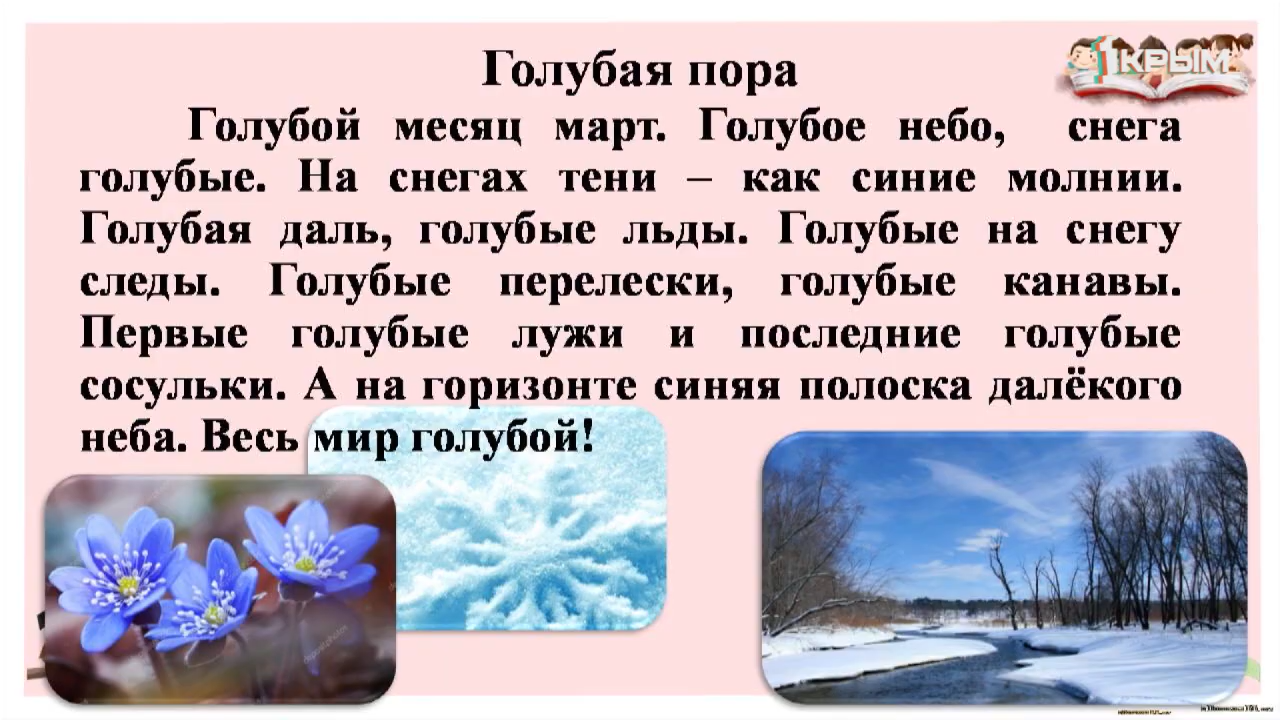 Голубая пора
1КРЫМ
Голубой месяц март. Голубое небо, снега
голубые. На снегах тени – как синие молнии.
Голубая даль, голубые льды. Голубые на снегу
следы. Голубые перелески, голубые канавы.
Первые голубые лужи и последние голубые
сосульки. А на горизонте синяя полоска далёкого
неба. Весь мир голубой!
depositphotos